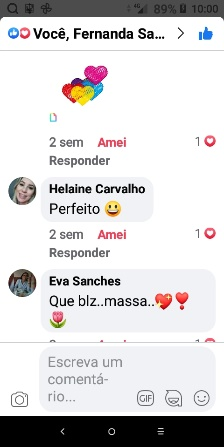 89% 10:00
Você, Fernanda Sa... >
2 sem Amei 1
Responder
Helaine Carvalho
Perfeito 😃
2 sem Amei 1
Responder
Eva Sanches
Que blz..massa..💖❣️
🌷
Escreva um
comentá-
rio...
GIF